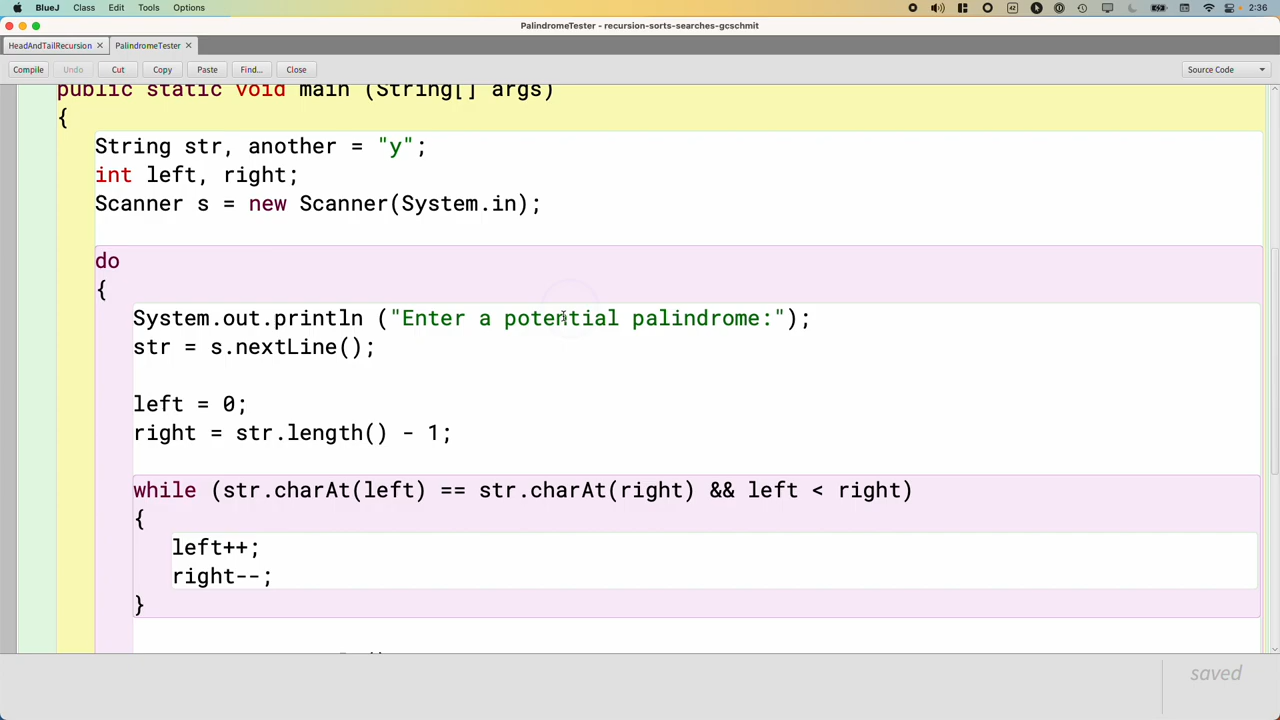 BlueJ Class Edit Tools Options 42 2:36
PalindromeTester - recursion-sorts-searches-gcschmit
HeadAndTailRecursion × PalindromeTester ×
Compile Undo Cut Copy Paste Find... Close Source Code
public static void main (String[] args)
{
String str, another = "y";
int left, right;
Scanner s = new Scanner(System.in);
do
{
System.out.println ("Enter a potential palindrome:");
str = s.nextLine();
left = 0;
right = str.length() - 1;
while (str.charAt(left) == str.charAt(right) && left < right)
{
left++;
right--;
}
saved